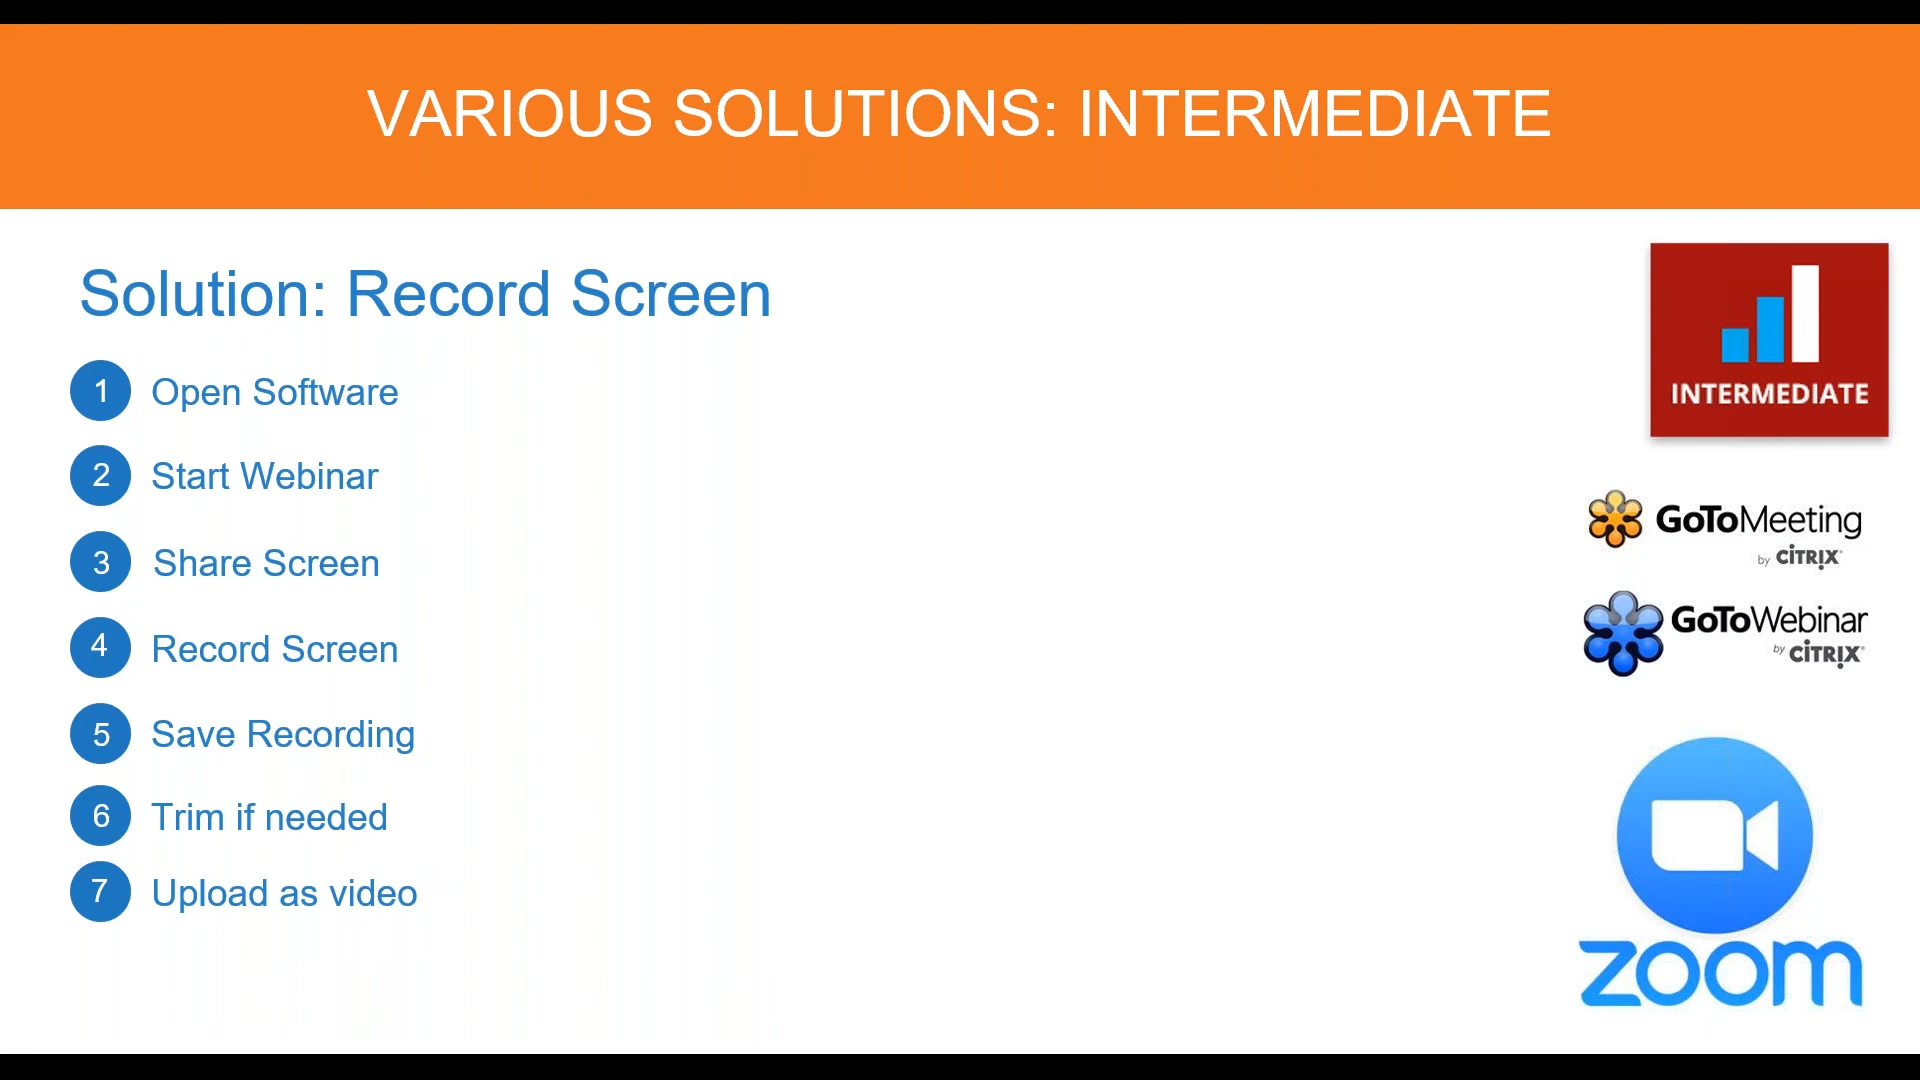 VARIOUS SOLUTIONS: INTERMEDIATE
Solution: Record Screen
1 Open Software
2 Start Webinar
3 Share Screen
4 Record Screen
5 Save Recording
6 Trim if needed
7 Upload as video
INTERMEDIATE
GoToMeeting
by CiTRIX
GoToWebinar
by CiTRIX
zoom